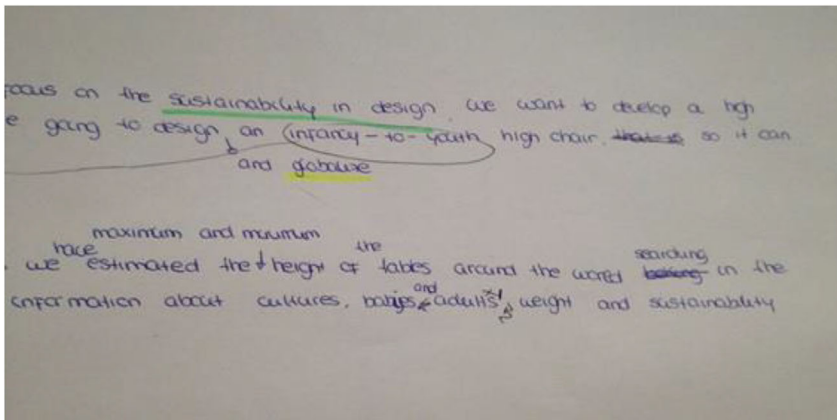 focus on the sustainability in design. we want to develop a high
e going to design, an infancy-to-youth high chair, so it can
and globalize
maximum and minimum
have the searching
. we estimated the height of tables around the world in the
and
information about cultures, babies adults' weight and sustainability